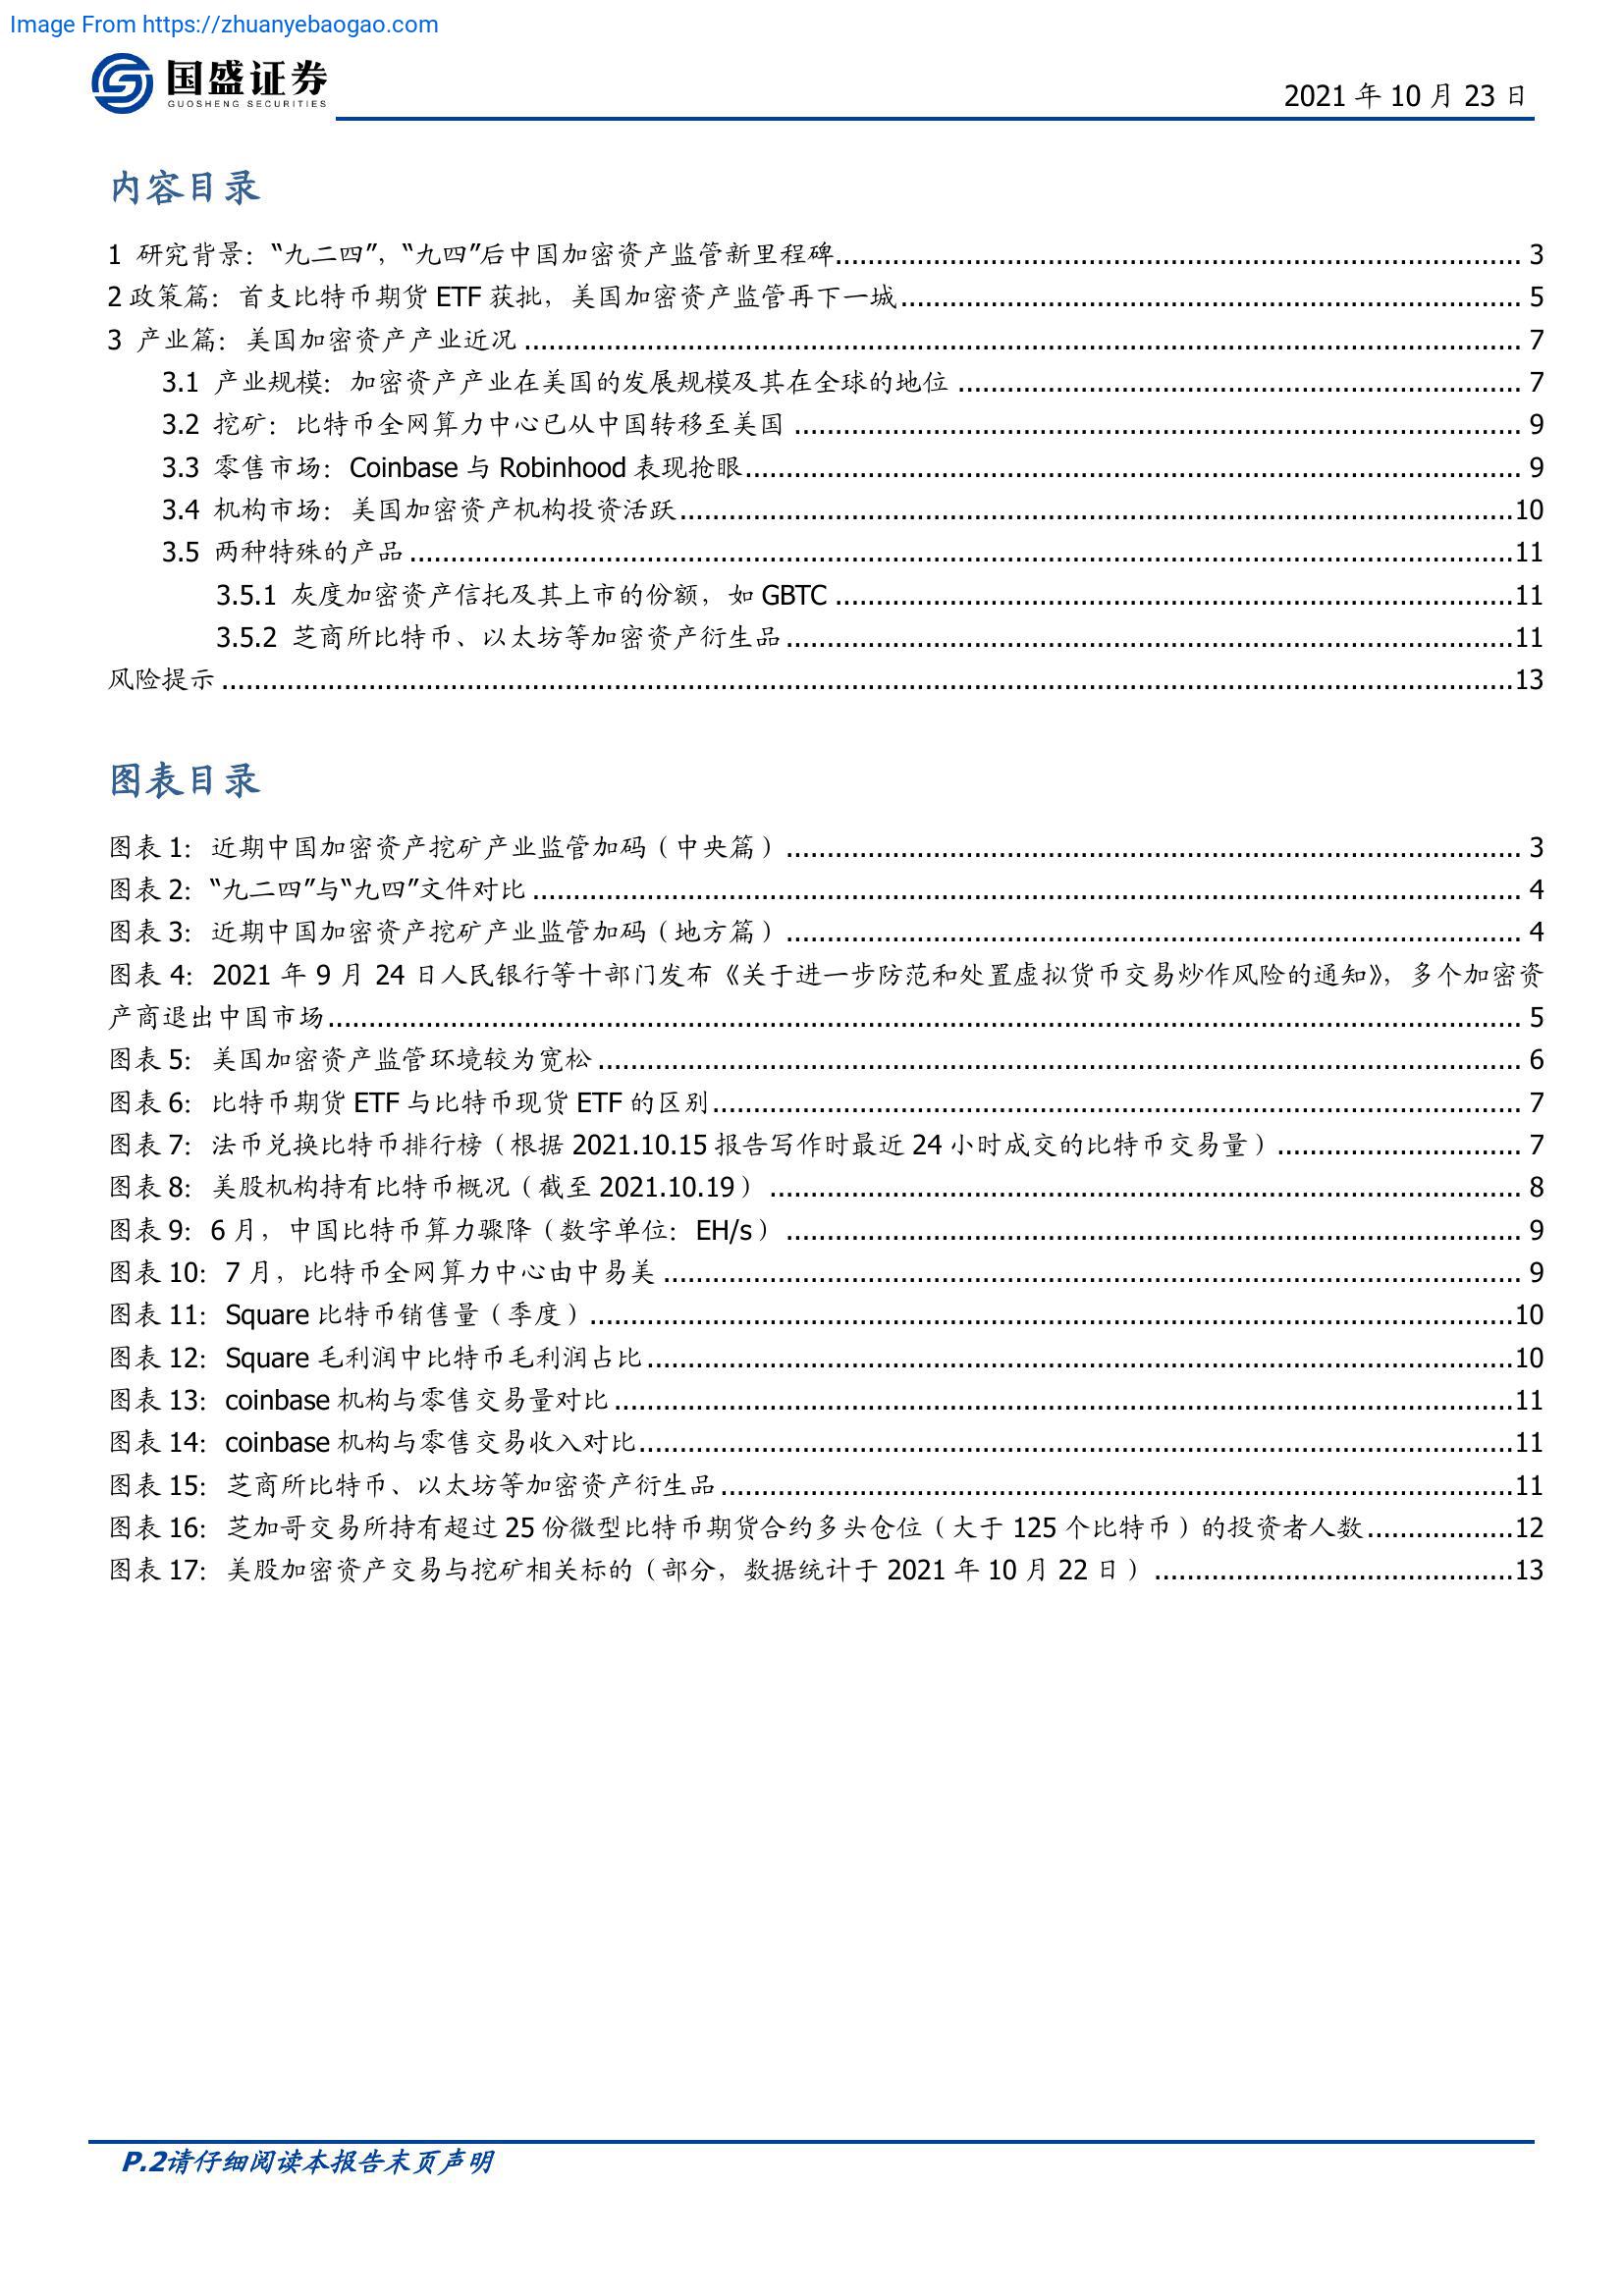 Image From https://zhuanyebaogao.com
国盛证券
GUOSHENG SECURITIES
2021 年 10 月 23 日
内容目录
1 研究背景：“九二四”，“九四”后中国加密资产监管新里程碑 3
2 政策篇：首支比特币期货 ETF 获批，美国加密资产监管再下一城 5
3 产业篇：美国加密资产产业近况 7
3.1 产业规模：加密资产产业在美国的发展规模及其在全球的地位 7
3.2 挖矿：比特币全网算力中心已从中国转移至美国 9
3.3 零售市场：Coinbase 与 Robinhood 表现抢眼 9
3.4 机构市场：美国加密资产机构投资活跃 10
3.5 两种特殊的产品 11
3.5.1 灰度加密资产信托及其上市的份额，如 GBTC 11
3.5.2 芝商所比特币、以太坊等加密资产衍生品 11
风险提示 13
图表目录
图表 1：近期中国加密资产挖矿产业监管加码（中央篇） 3
图表 2：“九二四”与“九四”文件对比 4
图表 3：近期中国加密资产挖矿产业监管加码（地方篇） 4
图表 4：2021 年 9 月 24 日人民银行等十部门发布《关于进一步防范和处置虚拟货币交易炒作风险的通知》，多个加密资
产商退出中国市场 5
图表 5：美国加密资产监管环境较为宽松 6
图表 6：比特币期货 ETF 与比特币现货 ETF 的区别 7
图表 7：法币兑换比特币排行榜（根据 2021.10.15 报告写作时最近 24 小时成交的比特币交易量） 7
图表 8：美股机构持有比特币概况（截至 2021.10.19） 8
图表 9：6 月，中国比特币算力骤降（数字单位：EH/s） 9
图表 10：7 月，比特币全网算力中心由中易美 9
图表 11：Square 比特币销售量（季度） 10
图表 12：Square 毛利润中比特币毛利润占比 10
图表 13：coinbase 机构与零售交易量对比 11
图表 14：coinbase 机构与零售交易收入对比 11
图表 15：芝商所比特币、以太坊等加密资产衍生品 11
图表 16：芝加哥交易所持有超过 25 份微型比特币期货合约多头仓位（大于 125 个比特币）的投资者人数 12
图表 17：美股加密资产交易与挖矿相关标的（部分，数据统计于 2021 年 10 月 22 日） 13
P.2请仔细阅读本报告末页声明